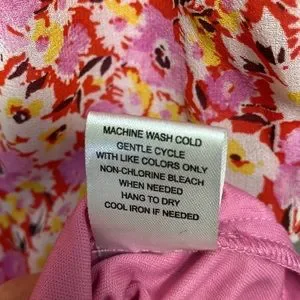 MACHINE WASH COLD
GENTLE CYCLE
WITH LIKE COLORS ONLY
NON-CHLORINE BLEACH
WHEN NEEDED
HANG TO DRY
COOL IRON IF NEEDED